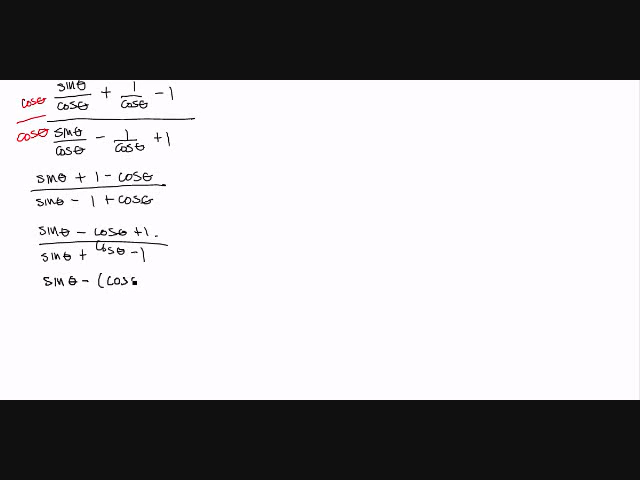 cosθ sinθ/cosθ + 1/cosθ - 1
cosθ sinθ/cosθ - 1/cosθ + 1
sinθ + 1 - cosθ
sinθ - 1 + cosθ
sinθ - cosθ + 1.
sinθ + cosθ - 1
sinθ - (cosθ